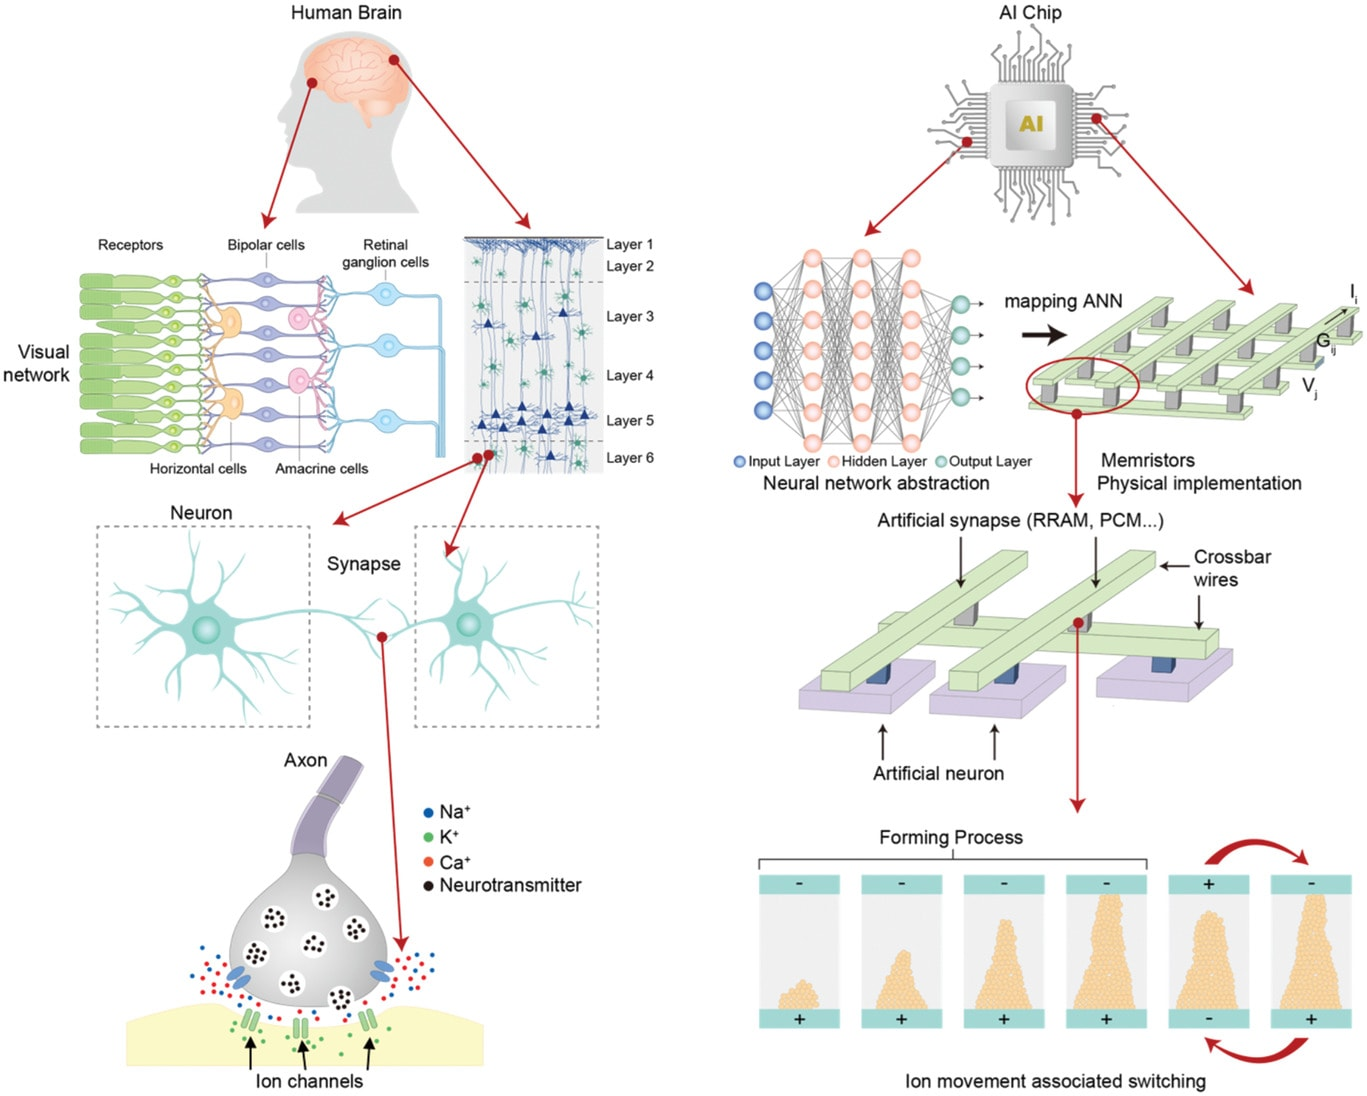 Human Brain
Receptors
Bipolar cells
Retinal
ganglion cells
Layer 1
Layer 2
Layer 3
Layer 4
Layer 5
Layer 6
Visual
network
Horizontal cells
Amacrine cells
Neuron
Synapse
Axon
Na⁺
K⁺
Ca⁺
Neurotransmitter
Ion channels
AI Chip
AI
mapping ANN
I_i
G_ij
V_j
Input Layer
Hidden Layer
Output Layer
Neural network abstraction
Memristors
Physical implementation
Artificial synapse (RRAM, PCM...)
Crossbar
wires
Artificial neuron
Forming Process
- - - - + -
+ + + + - +
Ion movement associated switching